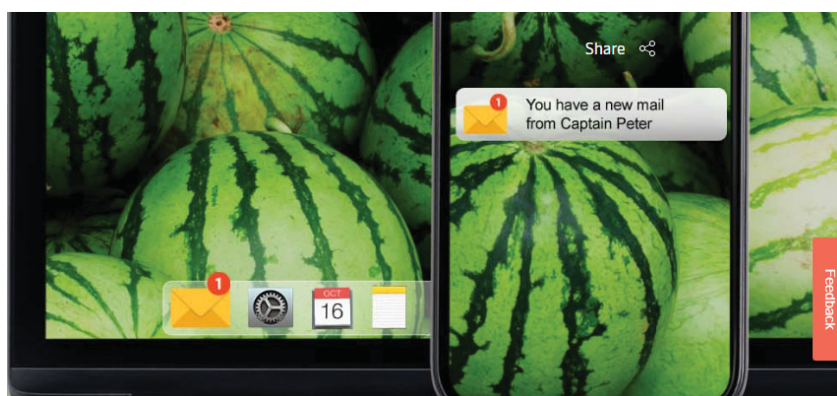 Share
1
You have a new mail
from Captain Peter
1
OCT
16
Feedback